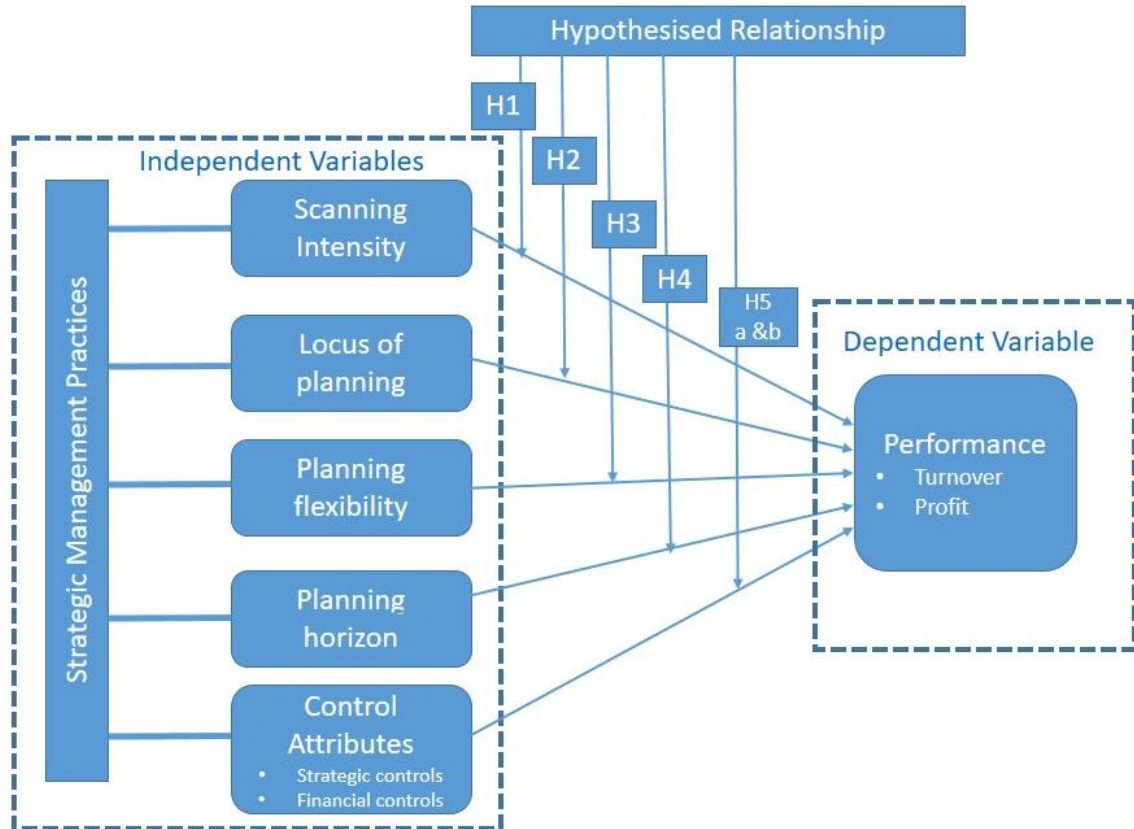 Hypothesised Relationship
H1
H2
H3
H4
H5
a &b
Independent Variables
Strategic Management Practices
Scanning
Intensity
Locus of
planning
Planning
flexibility
Planning
horizon
Control
Attributes
• Strategic controls
• Financial controls
Dependent Variable
Performance
• Turnover
• Profit